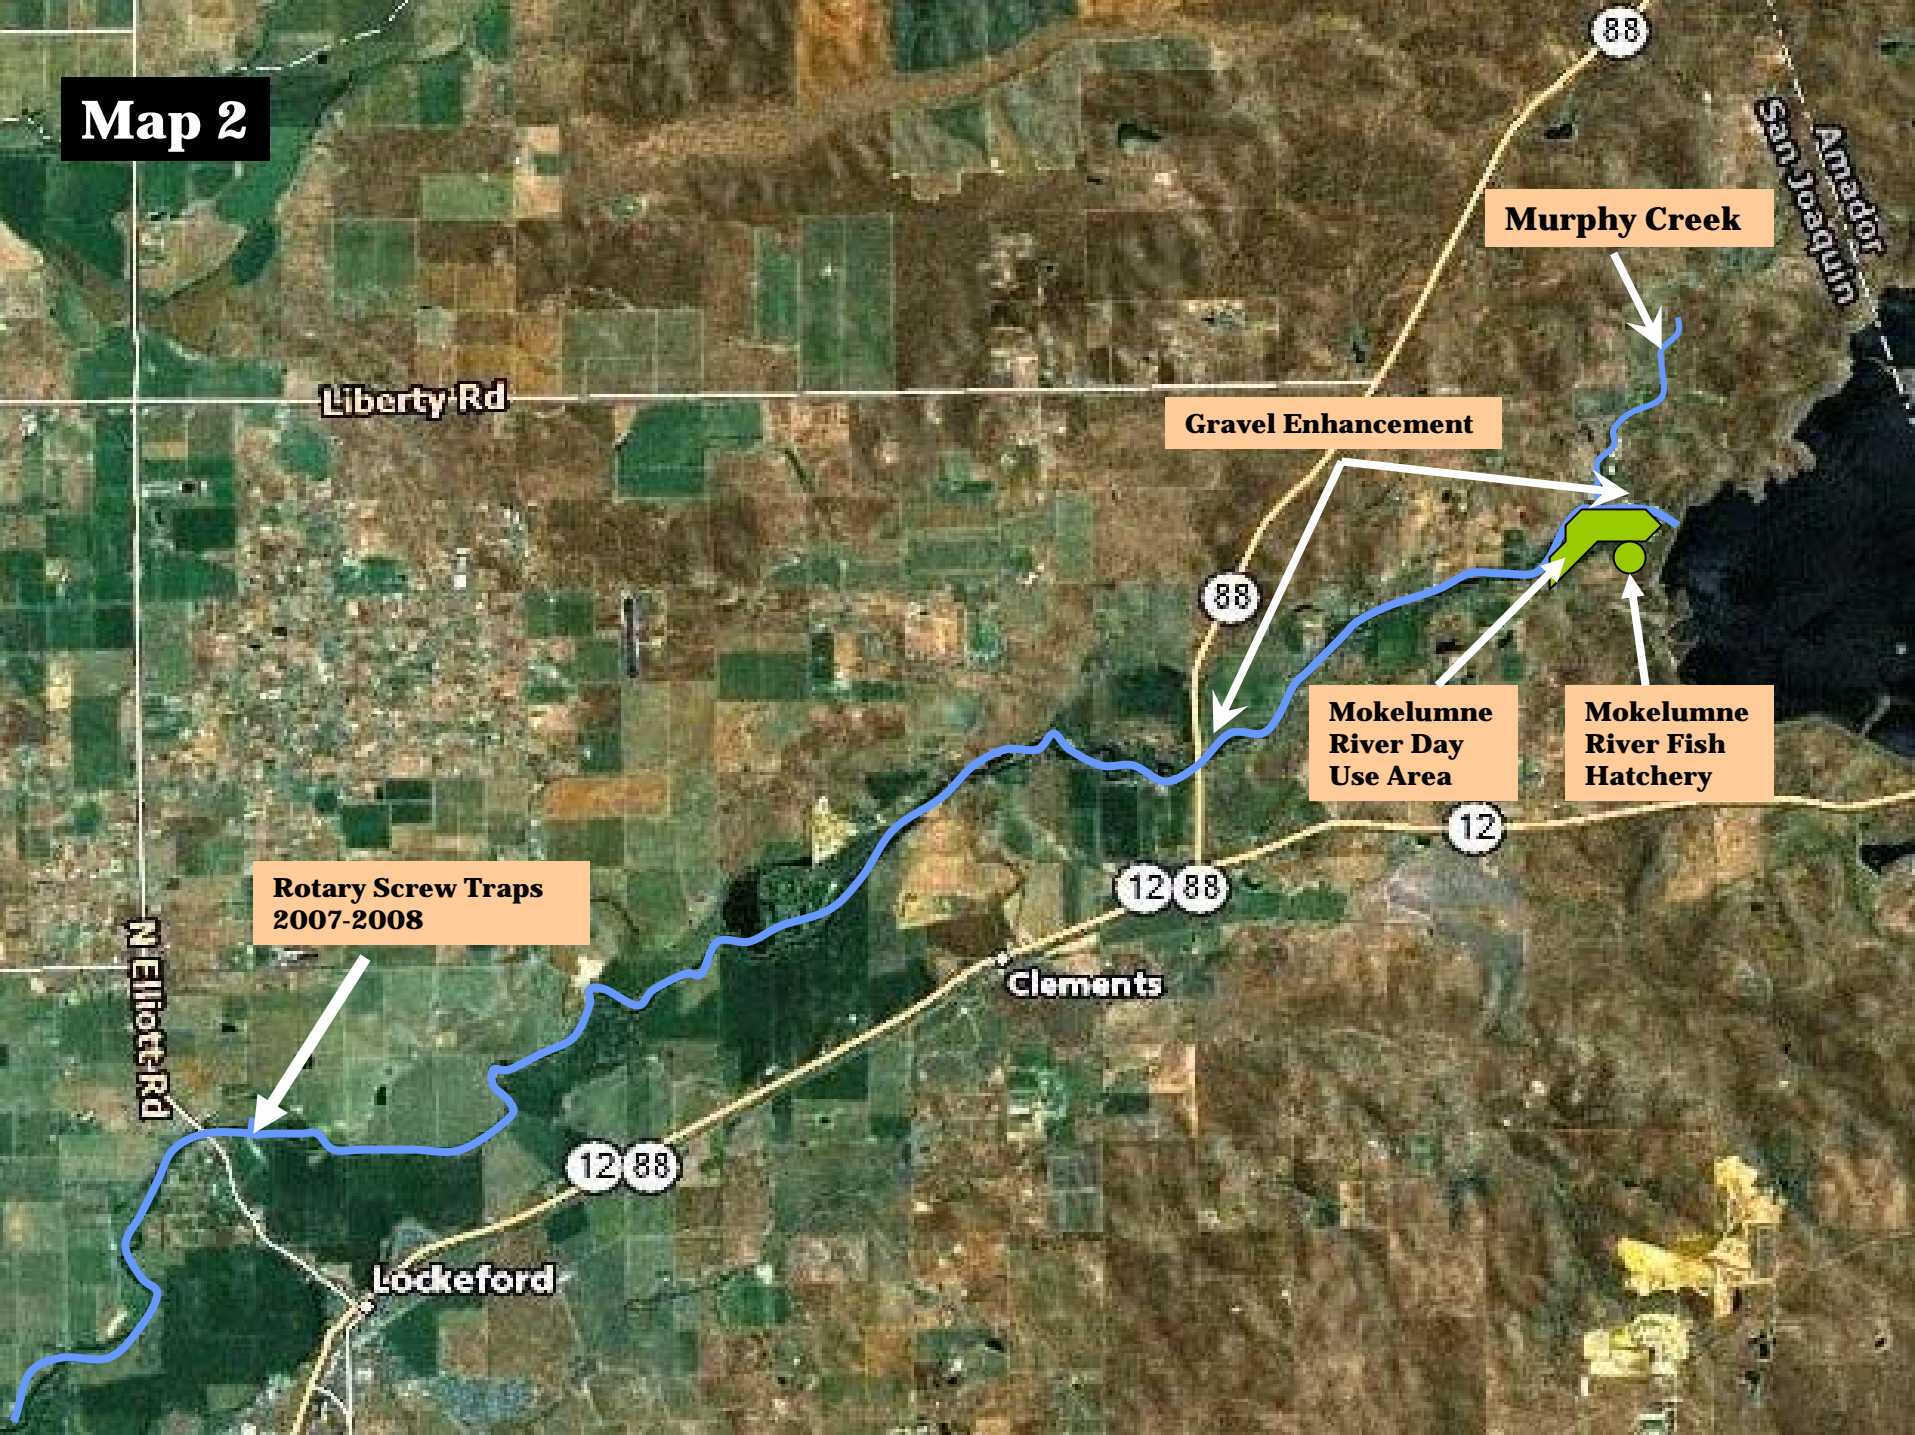 88
Map 2
Amador
San Joaquin
Murphy Creek
Liberty Rd
Gravel Enhancement
88
Mokelumne
River Day
Use Area
Mokelumne
River Fish
Hatchery
12
12 88
Rotary Screw Traps
2007-2008
N Elliott Rd
Clements
12 88
Lockeford